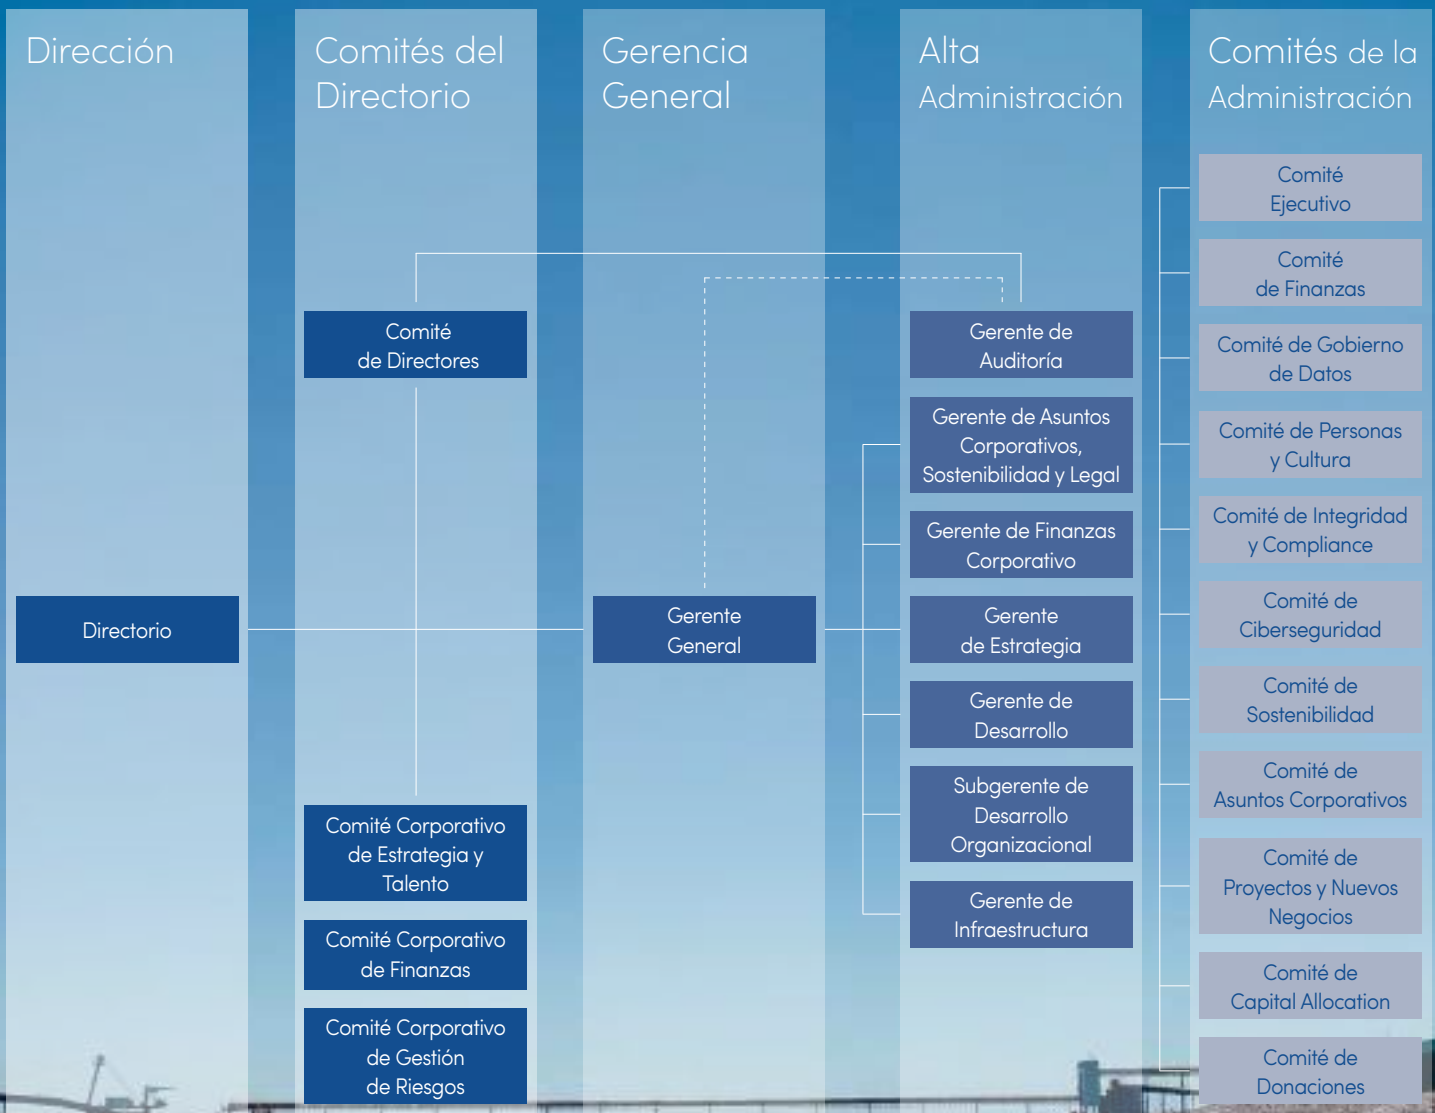 Dirección
Comités del
Directorio
Gerencia
General
Alta
Administración
Comités de la
Administración
Directorio
Comité
de Directores
Comité Corporativo
de Estrategia y
Talento
Comité Corporativo
de Finanzas
Comité Corporativo
de Gestión
de Riesgos
Gerente
General
Gerente de
Auditoría
Gerente de Asuntos
Corporativos,
Sostenibilidad y Legal
Gerente de Finanzas
Corporativo
Gerente
de Estrategia
Gerente de
Desarrollo
Subgerente de
Desarrollo
Organizacional
Gerente de
Infraestructura
Comité
Ejecutivo
Comité
de Finanzas
Comité de Gobierno
de Datos
Comité de Personas
y Cultura
Comité de Integridad
y Compliance
Comité de
Ciberseguridad
Comité de
Sostenibilidad
Comité de
Asuntos Corporativos
Comité de
Proyectos y Nuevos
Negocios
Comité de
Capital Allocation
Comité de
Donaciones